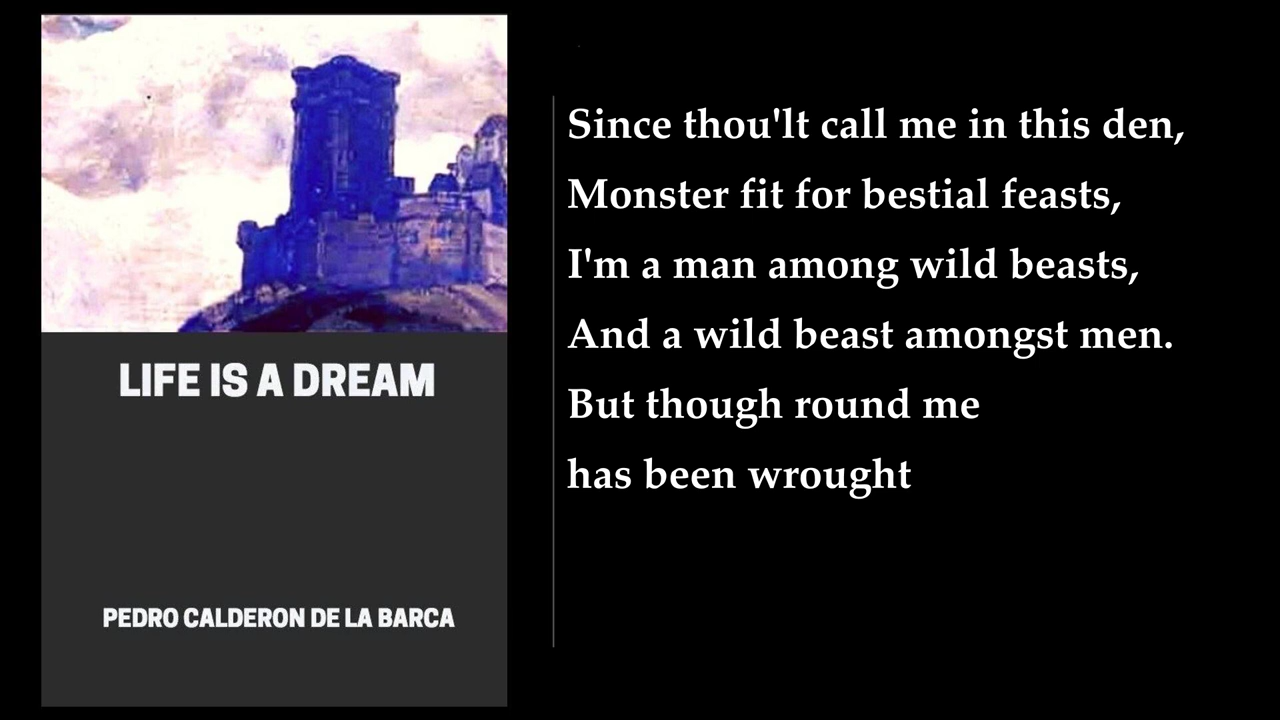 LIFE IS A DREAM
PEDRO CALDERON DE LA BARCA
Since thou'lt call me in this den,
Monster fit for bestial feasts,
I'm a man among wild beasts,
And a wild beast amongst men.
But though round me
has been wrought